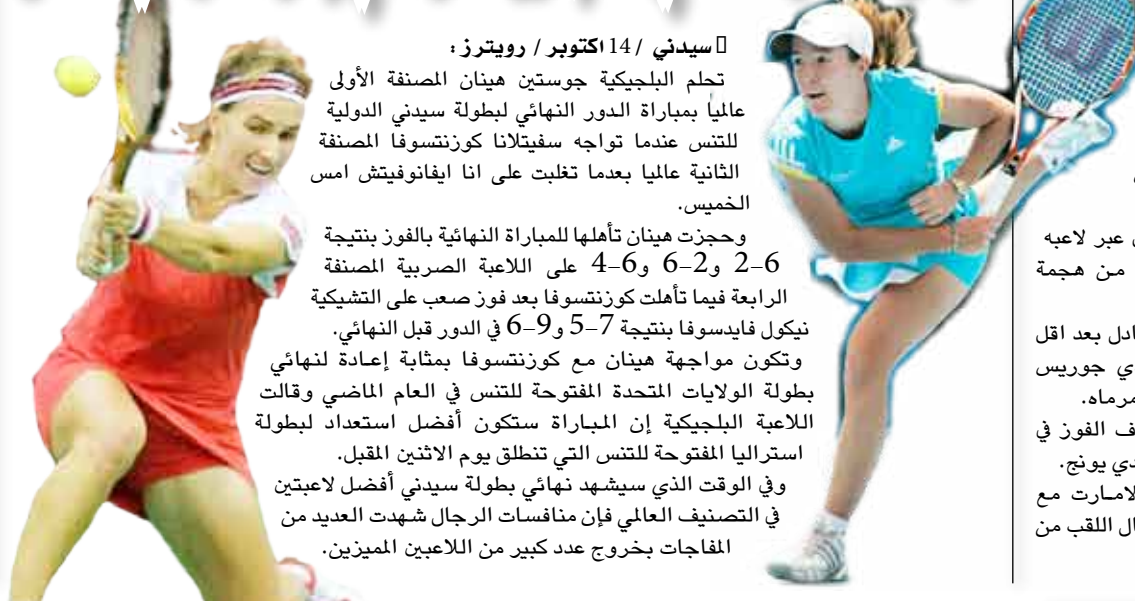 سيدني / 14 اكتوبر / رويترز :
تحلم البلجيكية جوستين هينان المصنفة الأولى
عالمياً بمباراة الدور النهائي لبطولة سيدني الدولية
للتنس عندما تواجه سفيتلانا كوزنتسوفا المصنفة
الثانية عالميا بعدما تغلبت على انا ايفانوفيتش امس
الخميس.
وحجزت هينان تأهلها للمباراة النهائية بالفوز بنتيجة
6–2 و2–6 و6–4 على اللاعبة الصربية المصنفة
الرابعة فيما تأهلت كوزنتسوفا بعد فوز صعب على التشيكية
نيكول فايدسوفا بنتيجة 7–5 و9–6 في الدور قبل النهائي.
وتكون مواجهة هينان مع كوزنتسوفا بمثابة إعادة لنهائي
بطولة الولايات المتحدة المفتوحة للتنس في العام الماضي وقالت
اللاعبة البلجيكية إن المباراة ستكون أفضل استعداد لبطولة
استراليا المفتوحة للتنس التي تنطلق يوم الاثنين المقبل.
وفي الوقت الذي سيشهد نهائي بطولة سيدني أفضل لاعبتين
في التصنيف العالمي فإن منافسات الرجال شهدت العديد من
المفاجات بخروج عدد كبير من اللاعبين المميزين.
عبر لاعبه
من هجمة
بعد اقل
جوريس
مرماه.
الفوز في
يونج.
مع
اللقب من